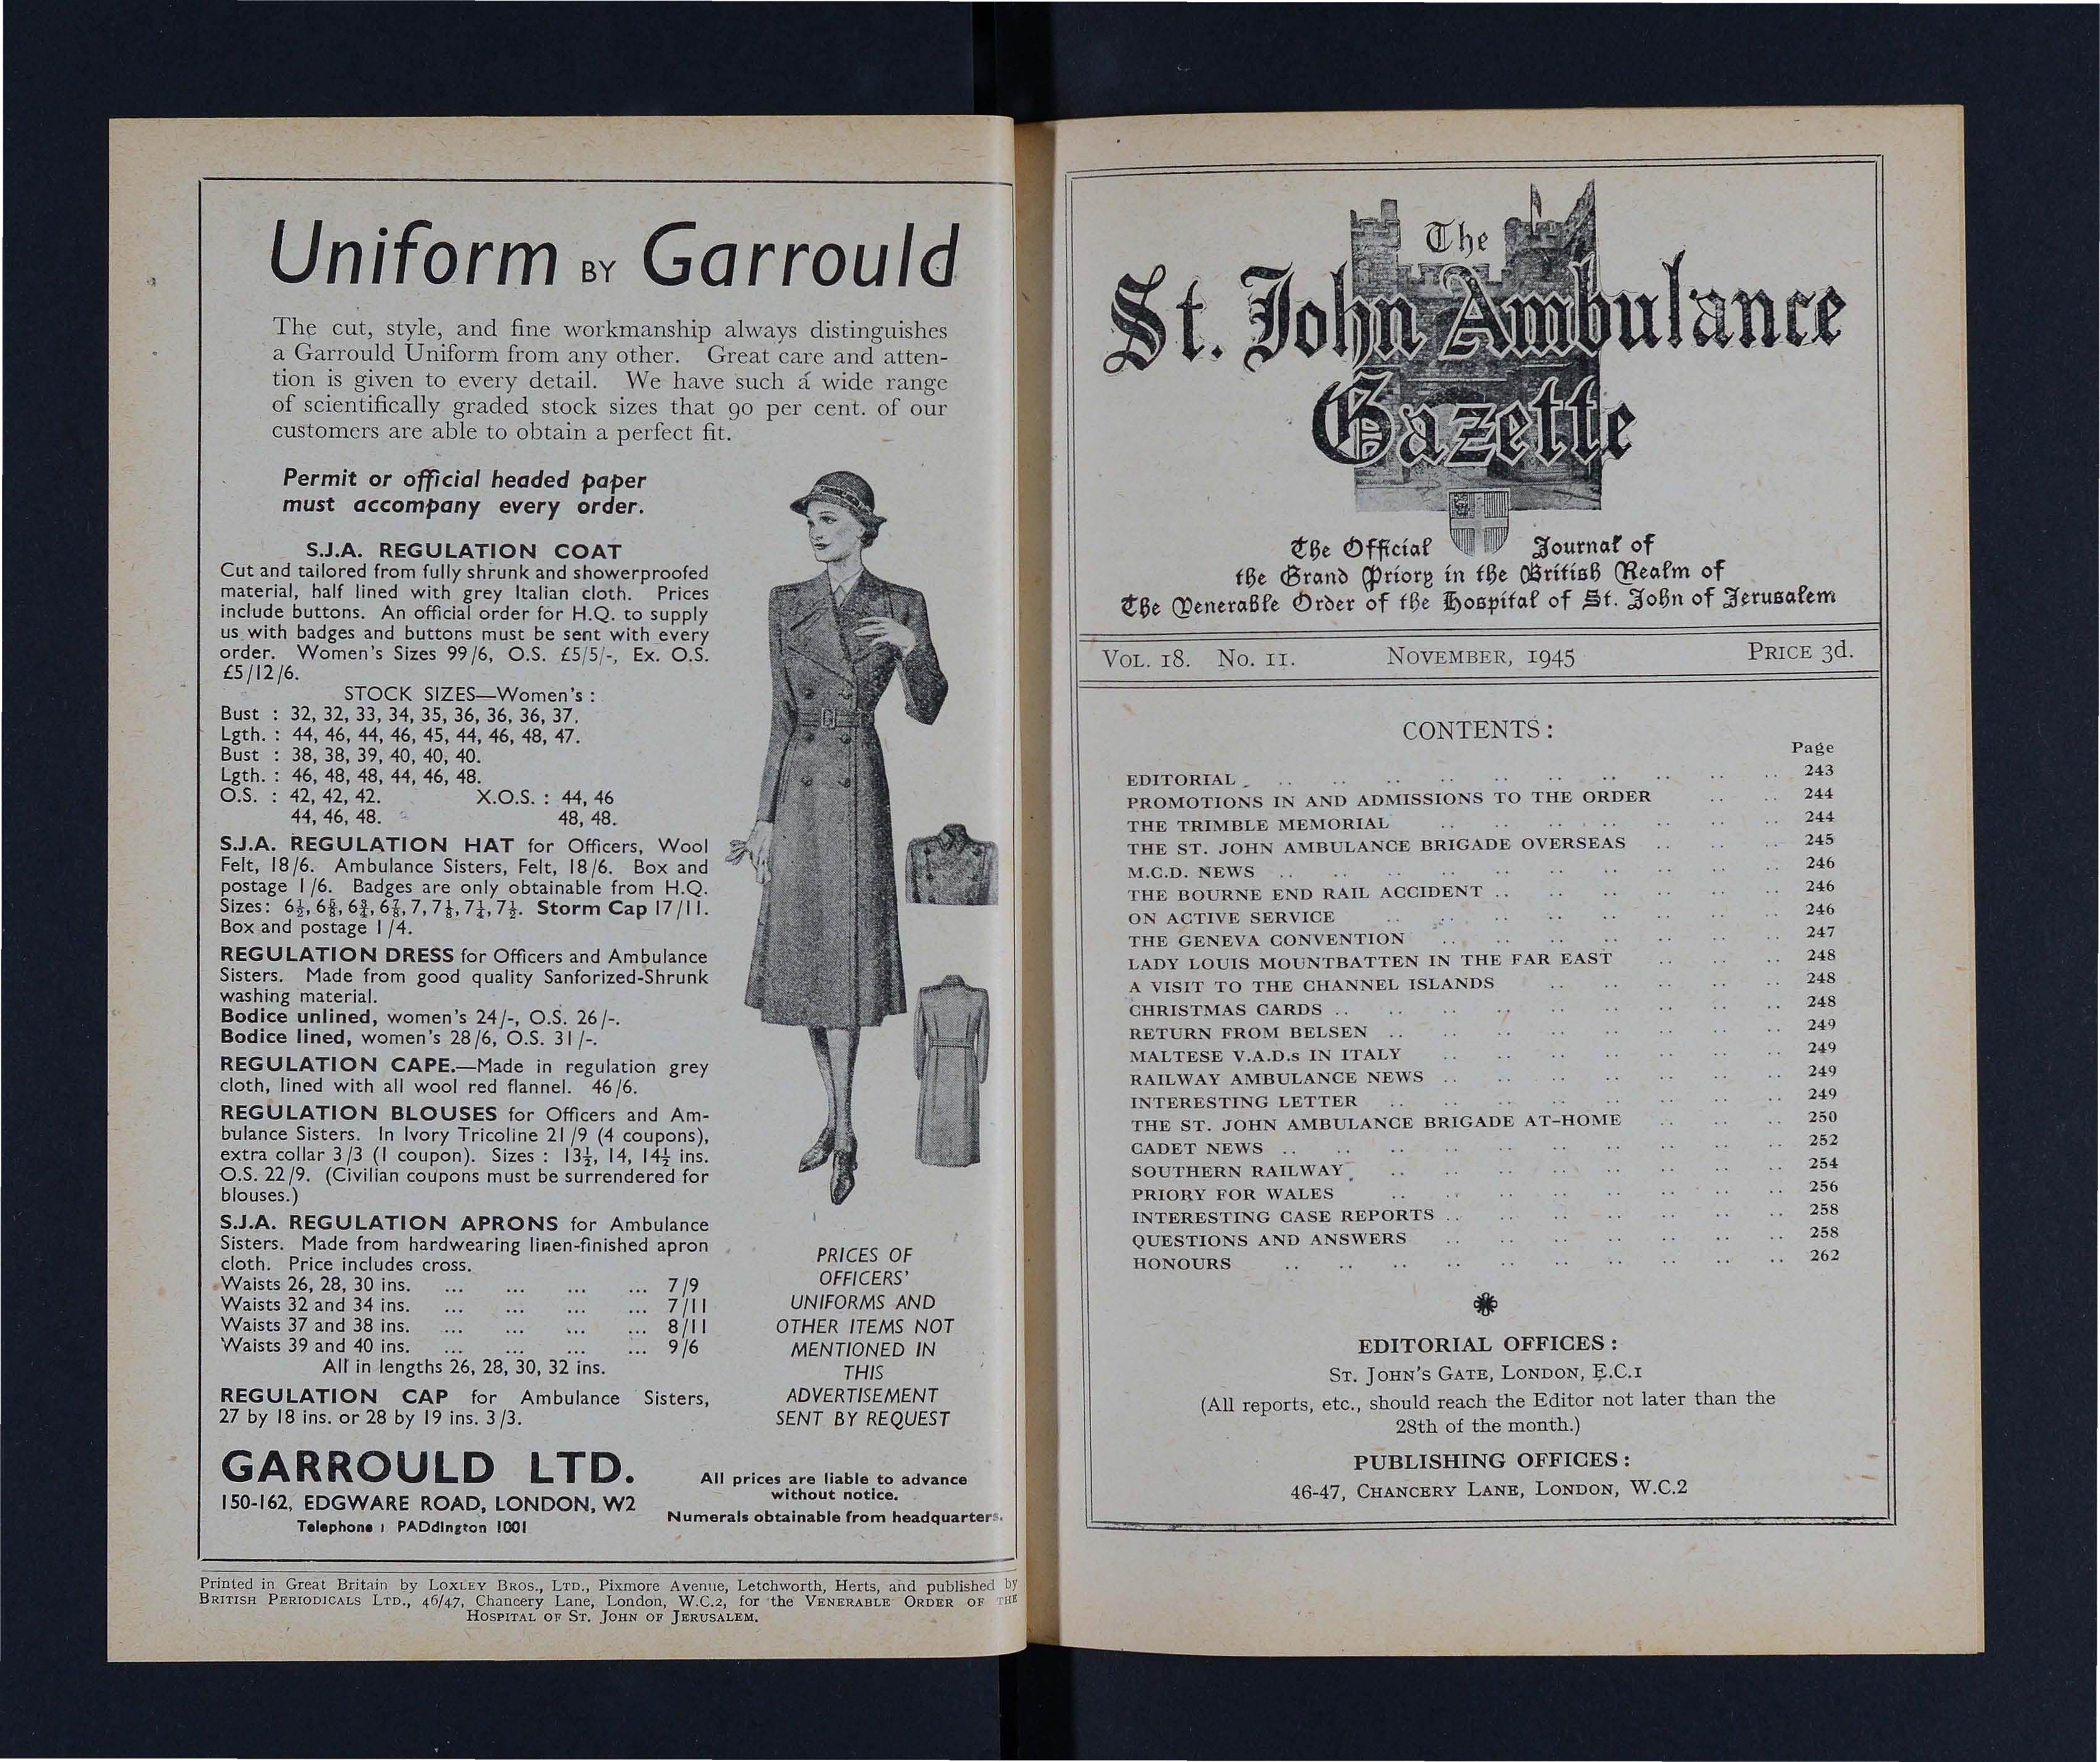 Uniform BY Garrould
The cut, style, and fine workmanship always distinguishes
a Garrould Uniform from any other. Great care and atten-
tion is given to every detail. We have such a wide range
of scientifically graded stock sizes that 90 per cent. of our
customers are able to obtain a perfect fit.
Permit or official headed paper
must accompany every order.
S.J.A. REGULATION COAT
Cut and tailored from fully shrunk and showerproofed
material, half lined with grey Italian cloth. Prices
include buttons. An official order for H.Q. to supply
us with badges and buttons must be sent with every
order. Women's Sizes 99/6, O.S. £5/5/-, Ex. O.S.
£5/12/6.
STOCK SIZES—Women's :
Bust : 32, 32, 33, 34, 35, 36, 36, 36, 37.
Lgth. : 44, 46, 44, 46, 45, 44, 46, 48, 47.
Bust : 38, 38, 39, 40, 40, 40.
Lgth. : 46, 48, 48, 44, 46, 48.
O.S. : 42, 42, 42. X.O.S. : 44, 46
44, 46, 48. 48, 48.
S.J.A. REGULATION HAT for Officers, Wool
Felt, 18/6. Ambulance Sisters, Felt, 18/6. Box and
postage 1/6. Badges are only obtainable from H.Q.
Sizes: 6½, 6⅝, 6¾, 6⅞, 7, 7⅛, 7¼, 7½. Storm Cap 17/11.
Box and postage 1/4.
REGULATION DRESS for Officers and Ambulance
Sisters. Made from good quality Sanforized-Shrunk
washing material.
Bodice unlined, women's 24/-, O.S. 26/-.
Bodice lined, women's 28/6, O.S. 31/-.
REGULATION CAPE.—Made in regulation grey
cloth, lined with all wool red flannel. 46/6.
REGULATION BLOUSES for Officers and Am-
bulance Sisters. In Ivory Tricoline 21/9 (4 coupons),
extra collar 3/3 (1 coupon). Sizes : 13½, 14, 14½ ins.
O.S. 22/9. (Civilian coupons must be surrendered for
blouses.)
S.J.A. REGULATION APRONS for Ambulance
Sisters. Made from hardwearing linen-finished apron
cloth. Price includes cross.
Waists 26, 28, 30 ins. ... ... ... ... 7/9
Waists 32 and 34 ins. ... ... ... ... 7/11
Waists 37 and 38 ins. ... ... ... ... 8/11
Waists 39 and 40 ins. ... ... ... ... 9/6
All in lengths 26, 28, 30, 32 ins.
REGULATION CAP for Ambulance Sisters,
27 by 18 ins. or 28 by 19 ins. 3/3.
PRICES OF
OFFICERS'
UNIFORMS AND
OTHER ITEMS NOT
MENTIONED IN
THIS
ADVERTISEMENT
SENT BY REQUEST
GARROULD LTD.
150-162, EDGWARE ROAD, LONDON, W2
Telephone : PADdington 1001
All prices are liable to advance
without notice.
Numerals obtainable from headquarters.
Printed in Great Britain by LOXLEY BROS., LTD., Pixmore Avenue, Letchworth, Herts, and published by
BRITISH PERIODICALS LTD., 46/47, Chancery Lane, London, W.C.2, for the VENERABLE ORDER OF THE
HOSPITAL OF ST. JOHN OF JERUSALEM.
The
St. John Ambulance
Gazette
The Official Journal of
the Grand Priory in the British Realm of
The Venerable Order of the Hospital of St. John of Jerusalem
VOL. 18. NO. 11. NOVEMBER, 1945 PRICE 3d.
CONTENTS :
Page
EDITORIAL .. .. .. .. .. .. .. .. .. .. 243
PROMOTIONS IN AND ADMISSIONS TO THE ORDER .. .. 244
THE TRIMBLE MEMORIAL .. .. .. .. .. .. .. 244
THE ST. JOHN AMBULANCE BRIGADE OVERSEAS .. .. .. 245
M.C.D. NEWS .. .. .. .. .. .. .. .. .. .. 246
THE BOURNE END RAIL ACCIDENT .. .. .. .. .. .. 246
ON ACTIVE SERVICE .. .. .. .. .. .. .. .. 246
THE GENEVA CONVENTION .. .. .. .. .. .. .. 247
LADY LOUIS MOUNTBATTEN IN THE FAR EAST .. .. .. 248
A VISIT TO THE CHANNEL ISLANDS .. .. .. .. .. 248
CHRISTMAS CARDS .. .. .. .. .. .. .. .. .. 248
RETURN FROM BELSEN .. .. .. .. .. .. .. .. 249
MALTESE V.A.D.s IN ITALY .. .. .. .. .. .. .. 249
RAILWAY AMBULANCE NEWS .. .. .. .. .. .. .. 249
INTERESTING LETTER .. .. .. .. .. .. .. .. 249
THE ST. JOHN AMBULANCE BRIGADE AT-HOME .. .. .. 250
CADET NEWS .. .. .. .. .. .. .. .. .. .. 252
SOUTHERN RAILWAY .. .. .. .. .. .. .. .. 254
PRIORY FOR WALES .. .. .. .. .. .. .. .. 256
INTERESTING CASE REPORTS .. .. .. .. .. .. .. 258
QUESTIONS AND ANSWERS .. .. .. .. .. .. .. 258
HONOURS .. .. .. .. .. .. .. .. .. .. 262
EDITORIAL OFFICES :
ST. JOHN'S GATE, LONDON, E.C.1
(All reports, etc., should reach the Editor not later than the
28th of the month.)
PUBLISHING OFFICES :
46-47, CHANCERY LANE, LONDON, W.C.2